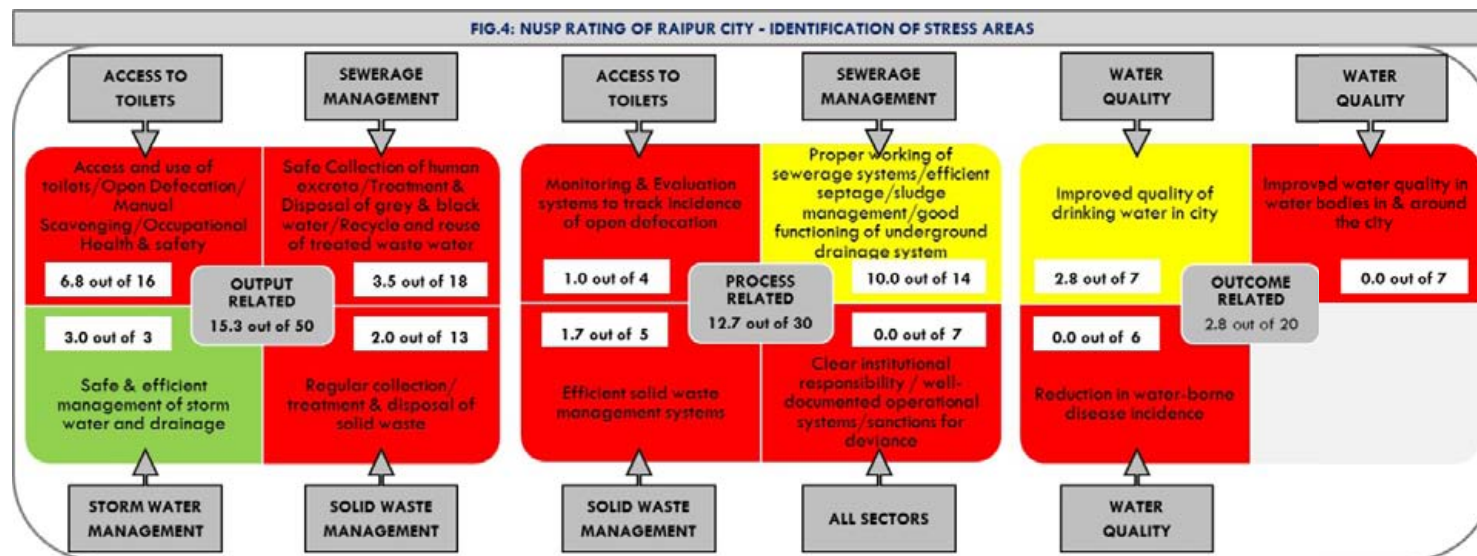 FIG.4: NUSP RATING OF RAIPUR CITY - IDENTIFICATION OF STRESS AREAS
ACCESS TO
TOILETS
SEWERAGE
MANAGEMENT
Access and use of
toilets/Open Defecation/
Manual
Scavenging/Occupational
Health & safety
6.8 out of 16
Safe Collection of human
excreta/Treatment &
Disposal of grey & black
water/Recycle and reuse
of treated waste water
3.5 out of 18
OUTPUT
RELATED
15.3 out of 50
3.0 out of 3
Safe & efficient
management of storm
water and drainage
2.0 out of 13
Regular collection/
treatment & disposal of
solid waste
STORM WATER
MANAGEMENT
SOLID WASTE
MANAGEMENT
ACCESS TO
TOILETS
SEWERAGE
MANAGEMENT
Monitoring & Evaluation
systems to track incidence
of open defecation
1.0 out of 4
Proper working of
sewerage systems/efficient
septage/sludge
management/good
functioning of underground
drainage system
10.0 out of 14
PROCESS
RELATED
12.7 out of 30
1.7 out of 5
Efficient solid waste
management systems
0.0 out of 7
Clear institutional
responsibility / well-
documented operational
systems/sanctions for
deviance
SOLID WASTE
MANAGEMENT
ALL SECTORS
WATER
QUALITY
WATER
QUALITY
Improved quality of
drinking water in city
2.8 out of 7
Improved water quality in
water bodies in & around
the city
0.0 out of 7
OUTCOME
RELATED
2.8 out of 20
0.0 out of 6
Reduction in water-borne
disease incidence
WATER
QUALITY